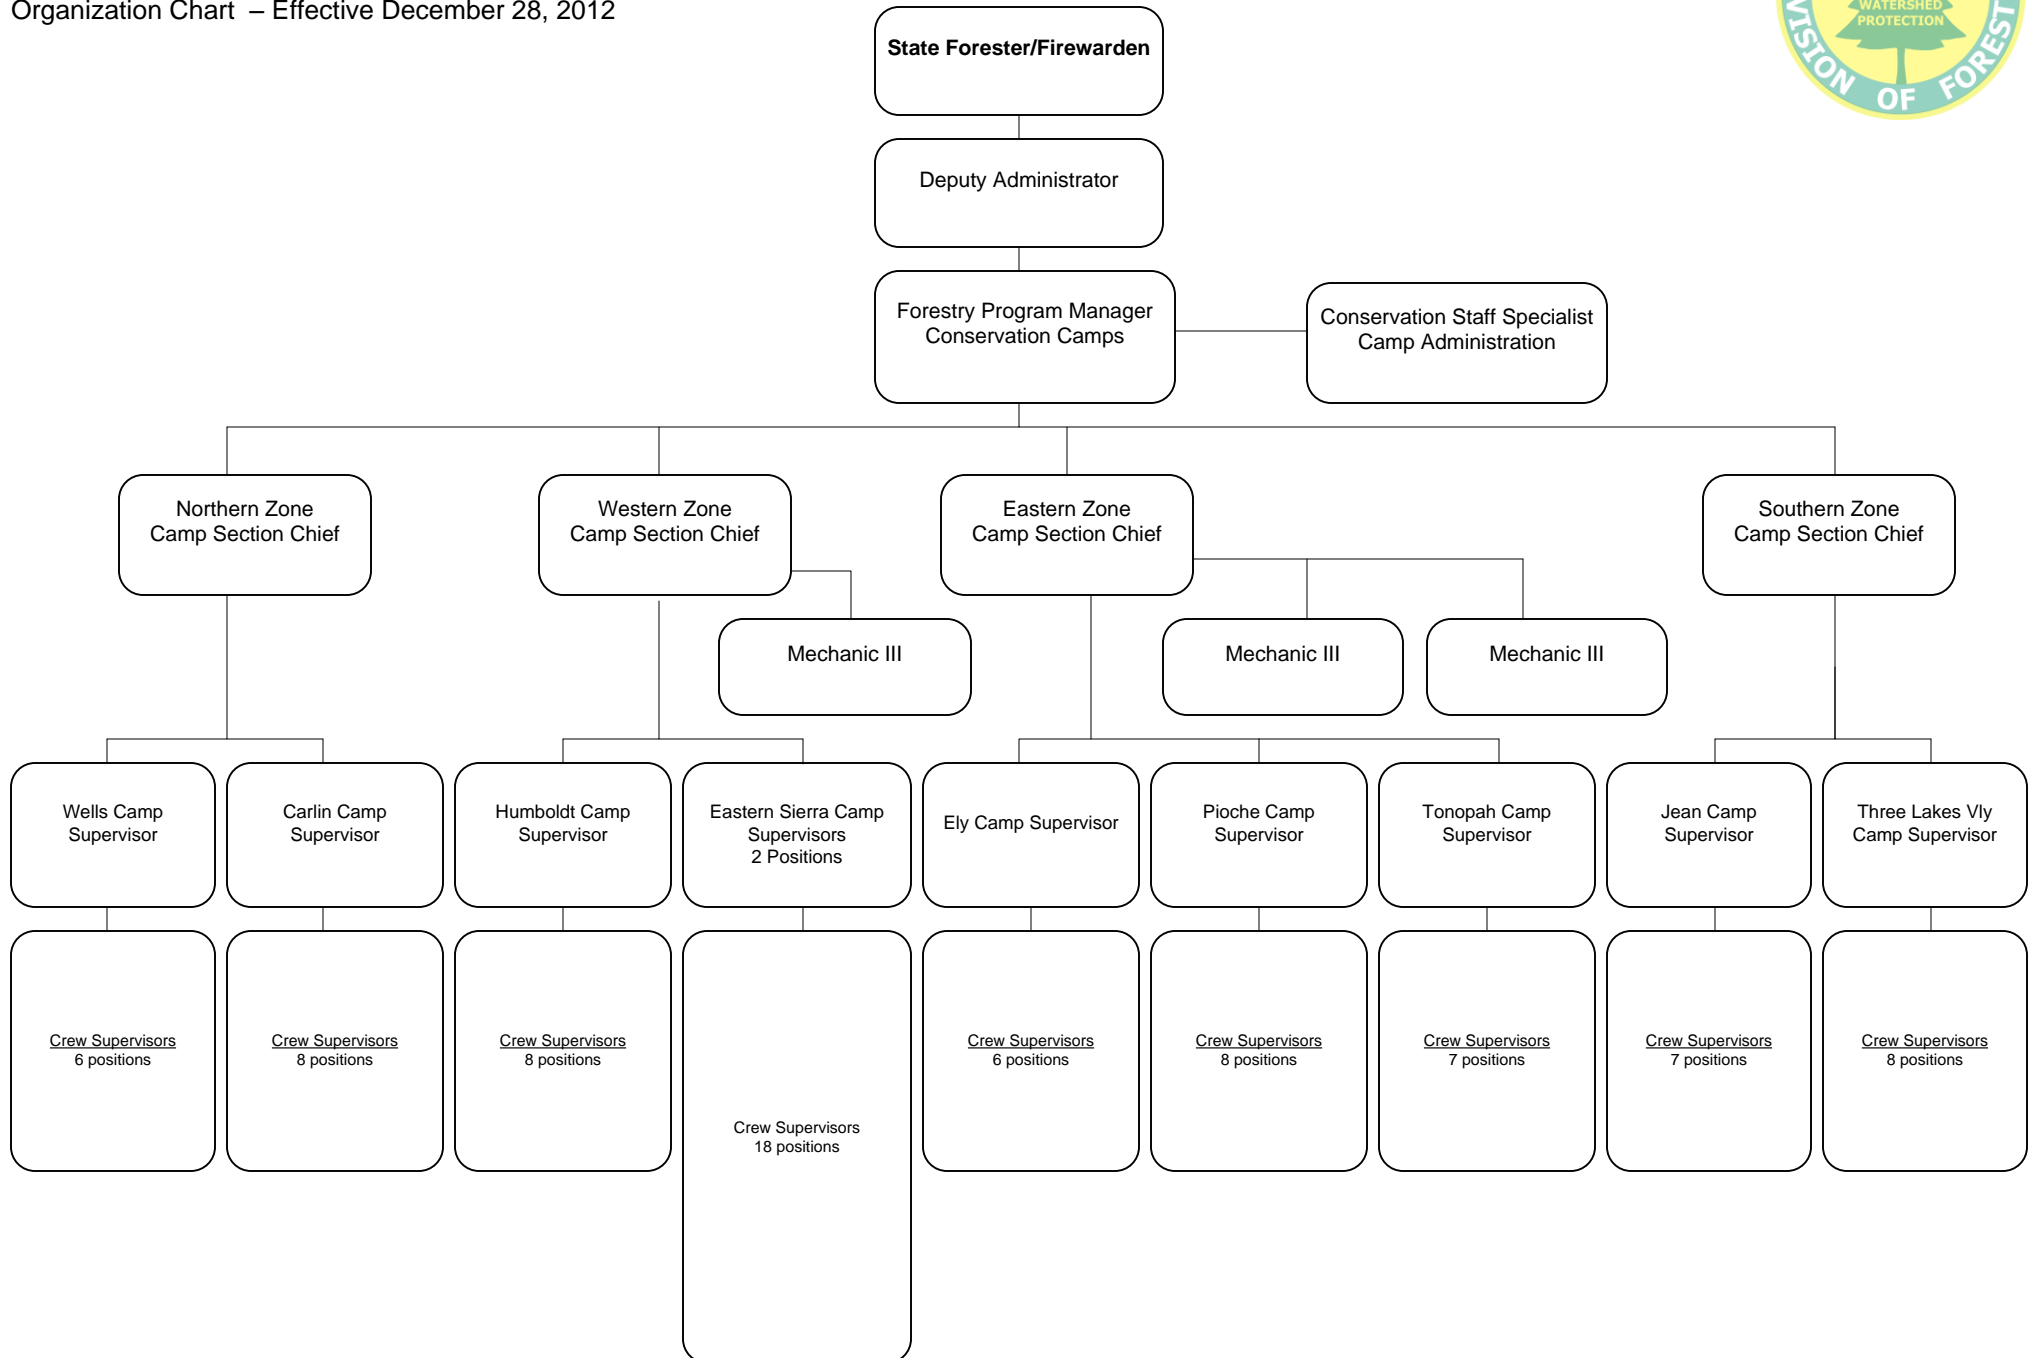 Organization Chart – Effective December 28, 2012
WATERSHED
PROTECTION
VISION OF FOREST
State Forester/Firewarden
Deputy Administrator
Forestry Program Manager
Conservation Camps
Conservation Staff Specialist
Camp Administration
Northern Zone
Camp Section Chief
Western Zone
Camp Section Chief
Eastern Zone
Camp Section Chief
Southern Zone
Camp Section Chief
Mechanic III
Mechanic III
Mechanic III
Wells Camp
Supervisor
Carlin Camp
Supervisor
Humboldt Camp
Supervisor
Eastern Sierra Camp
Supervisors
2 Positions
Ely Camp Supervisor
Pioche Camp
Supervisor
Tonopah Camp
Supervisor
Jean Camp
Supervisor
Three Lakes Vly
Camp Supervisor
Crew Supervisors
6 positions
Crew Supervisors
8 positions
Crew Supervisors
8 positions
Crew Supervisors
18 positions
Crew Supervisors
6 positions
Crew Supervisors
8 positions
Crew Supervisors
7 positions
Crew Supervisors
7 positions
Crew Supervisors
8 positions